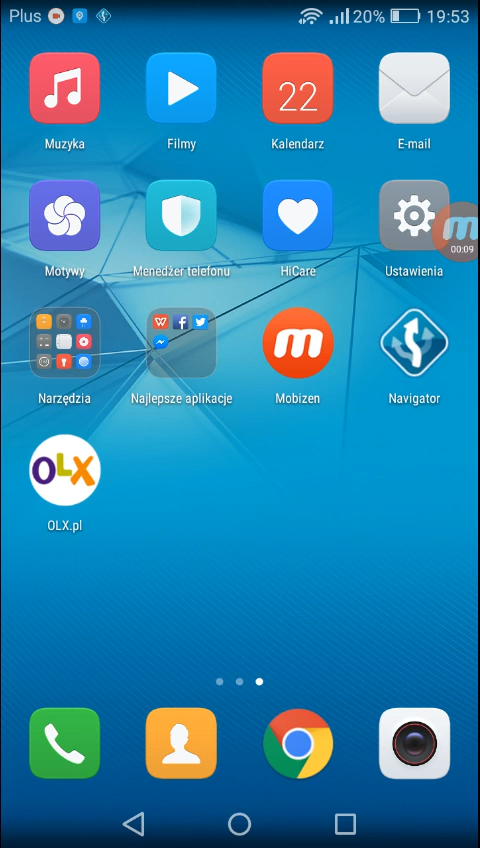 Plus 20% 19:53
22
Muzyka Filmy Kalendarz E-mail
m
00:09
Motywy Menedżer telefonu HiCare Ustawienia
m
Narzędzia Najlepsze aplikacje Mobizen Navigator
OLX
OLX.pl